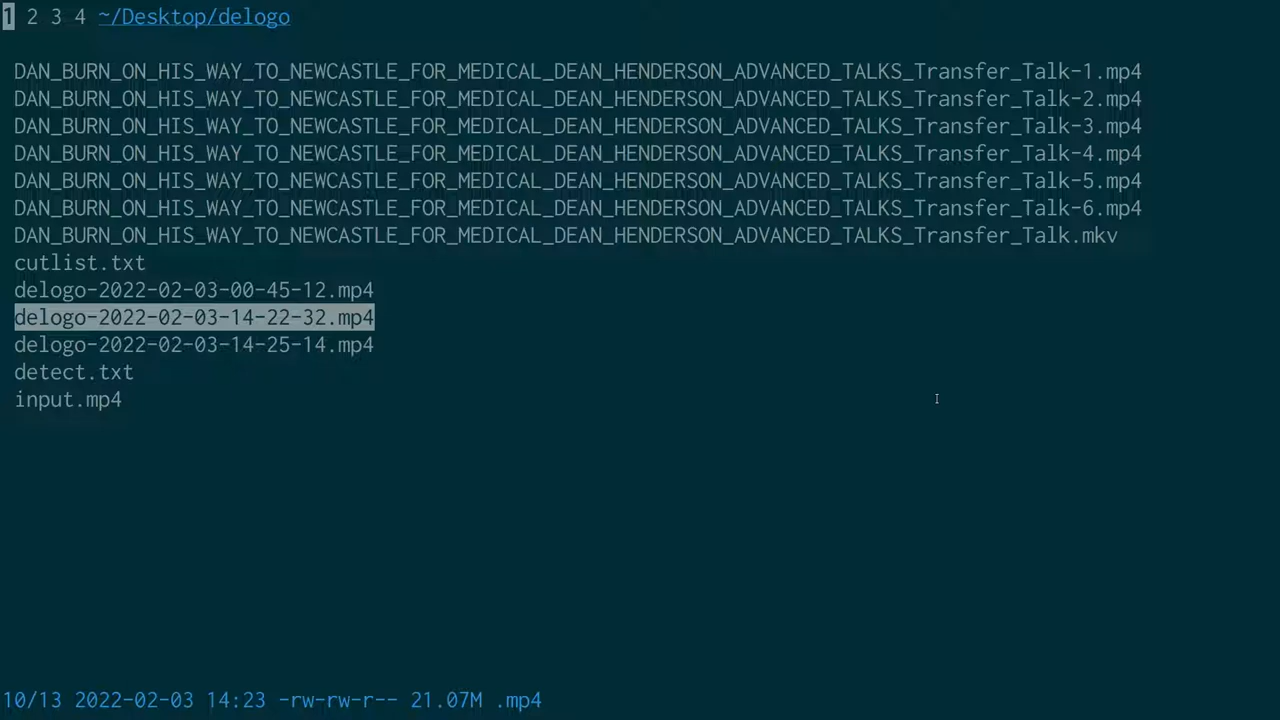 1 2 3 4 ~/Desktop/delogo
DAN_BURN_ON_HIS_WAY_TO_NEWCASTLE_FOR_MEDICAL_DEAN_HENDERSON_ADVANCED_TALKS_Transfer_Talk-1.mp4
DAN_BURN_ON_HIS_WAY_TO_NEWCASTLE_FOR_MEDICAL_DEAN_HENDERSON_ADVANCED_TALKS_Transfer_Talk-2.mp4
DAN_BURN_ON_HIS_WAY_TO_NEWCASTLE_FOR_MEDICAL_DEAN_HENDERSON_ADVANCED_TALKS_Transfer_Talk-3.mp4
DAN_BURN_ON_HIS_WAY_TO_NEWCASTLE_FOR_MEDICAL_DEAN_HENDERSON_ADVANCED_TALKS_Transfer_Talk-4.mp4
DAN_BURN_ON_HIS_WAY_TO_NEWCASTLE_FOR_MEDICAL_DEAN_HENDERSON_ADVANCED_TALKS_Transfer_Talk-5.mp4
DAN_BURN_ON_HIS_WAY_TO_NEWCASTLE_FOR_MEDICAL_DEAN_HENDERSON_ADVANCED_TALKS_Transfer_Talk-6.mp4
DAN_BURN_ON_HIS_WAY_TO_NEWCASTLE_FOR_MEDICAL_DEAN_HENDERSON_ADVANCED_TALKS_Transfer_Talk.mkv
cutlist.txt
delogo-2022-02-03-00-45-12.mp4
delogo-2022-02-03-14-22-32.mp4
delogo-2022-02-03-14-25-14.mp4
detect.txt
input.mp4
10/13 2022-02-03 14:23 -rw-rw-r-- 21.07M .mp4